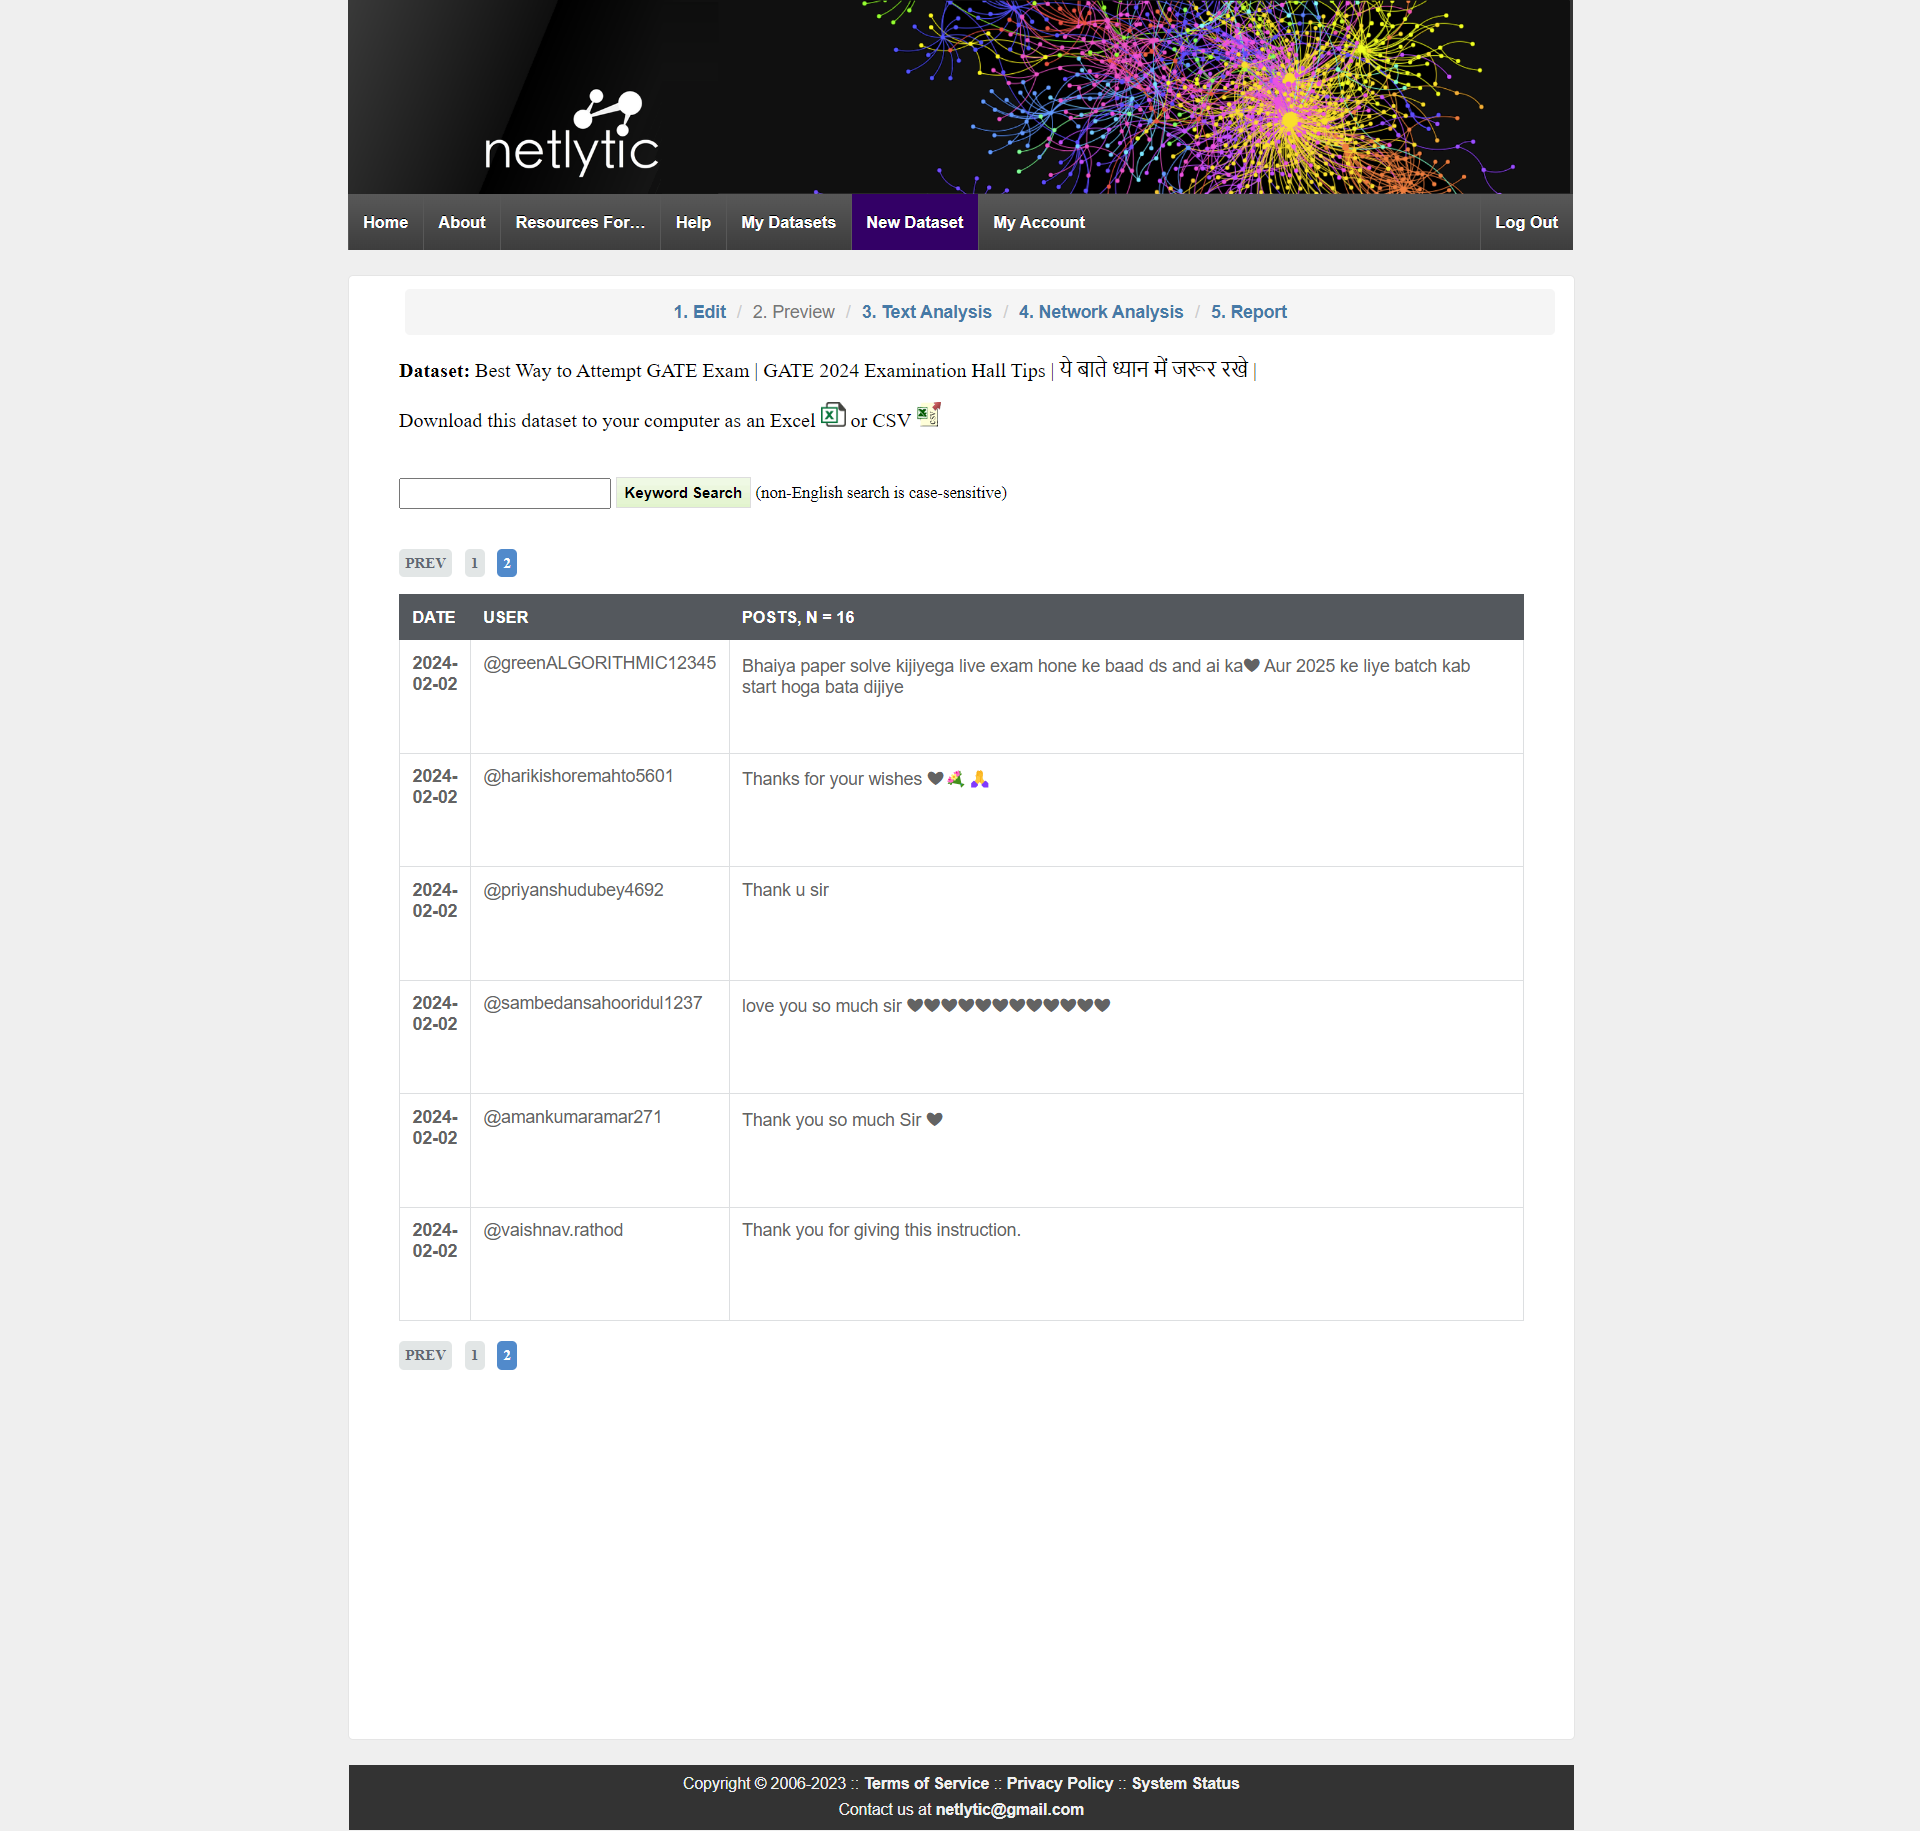 netlytic
Home About Resources For... Help My Datasets New Dataset My Account Log Out
1. Edit / 2. Preview / 3. Text Analysis / 4. Network Analysis / 5. Report
Dataset: Best Way to Attempt GATE Exam | GATE 2024 Examination Hall Tips | ये बाते ध्यान में जरूर रखे |
Download this dataset to your computer as an Excel or CSV
Keyword Search (non-English search is case-sensitive)
PREV 1 2
DATE USER POSTS, N = 16
2024- @greenALGORITHMIC12345 Bhaiya paper solve kijiyega live exam hone ke baad ds and ai ka🖤 Aur 2025 ke liye batch kab
02-02 start hoga bata dijiye
2024- @harikishoremahto5601 Thanks for your wishes 🖤💐🙏
02-02
2024- @priyanshudubey4692 Thank u sir
02-02
2024- @sambedansahooridul1237 love you so much sir 🖤🖤🖤🖤🖤🖤🖤🖤🖤🖤🖤🖤
02-02
2024- @amankumaramar271 Thank you so much Sir 🖤
02-02
2024- @vaishnav.rathod Thank you for giving this instruction.
02-02
PREV 1 2
Copyright © 2006-2023 :: Terms of Service :: Privacy Policy :: System Status
Contact us at netlytic@gmail.com